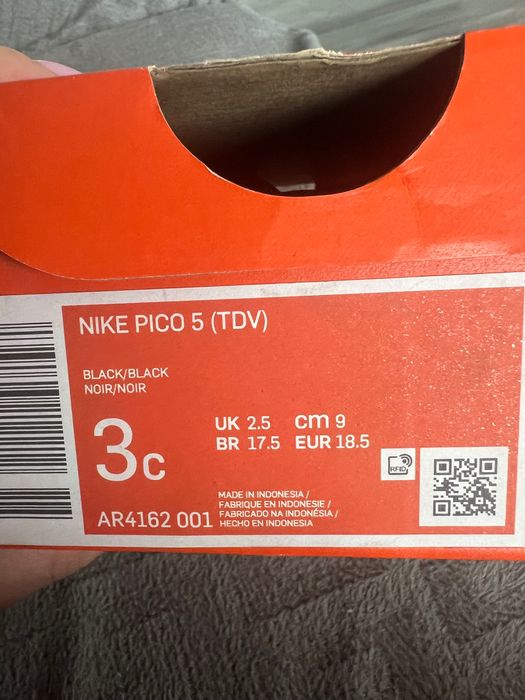 NIKE PICO 5 (TDV)
BLACK/BLACK
NOIR/NOIR
3C
UK 2.5 cm 9
BR 17.5 EUR 18.5
RFID
AR4162 001
MADE IN INDONESIA /
FABRIQUE EN INDONESIE /
FABRICADO NA INDONÉSIA /
HECHO EN INDONESIA